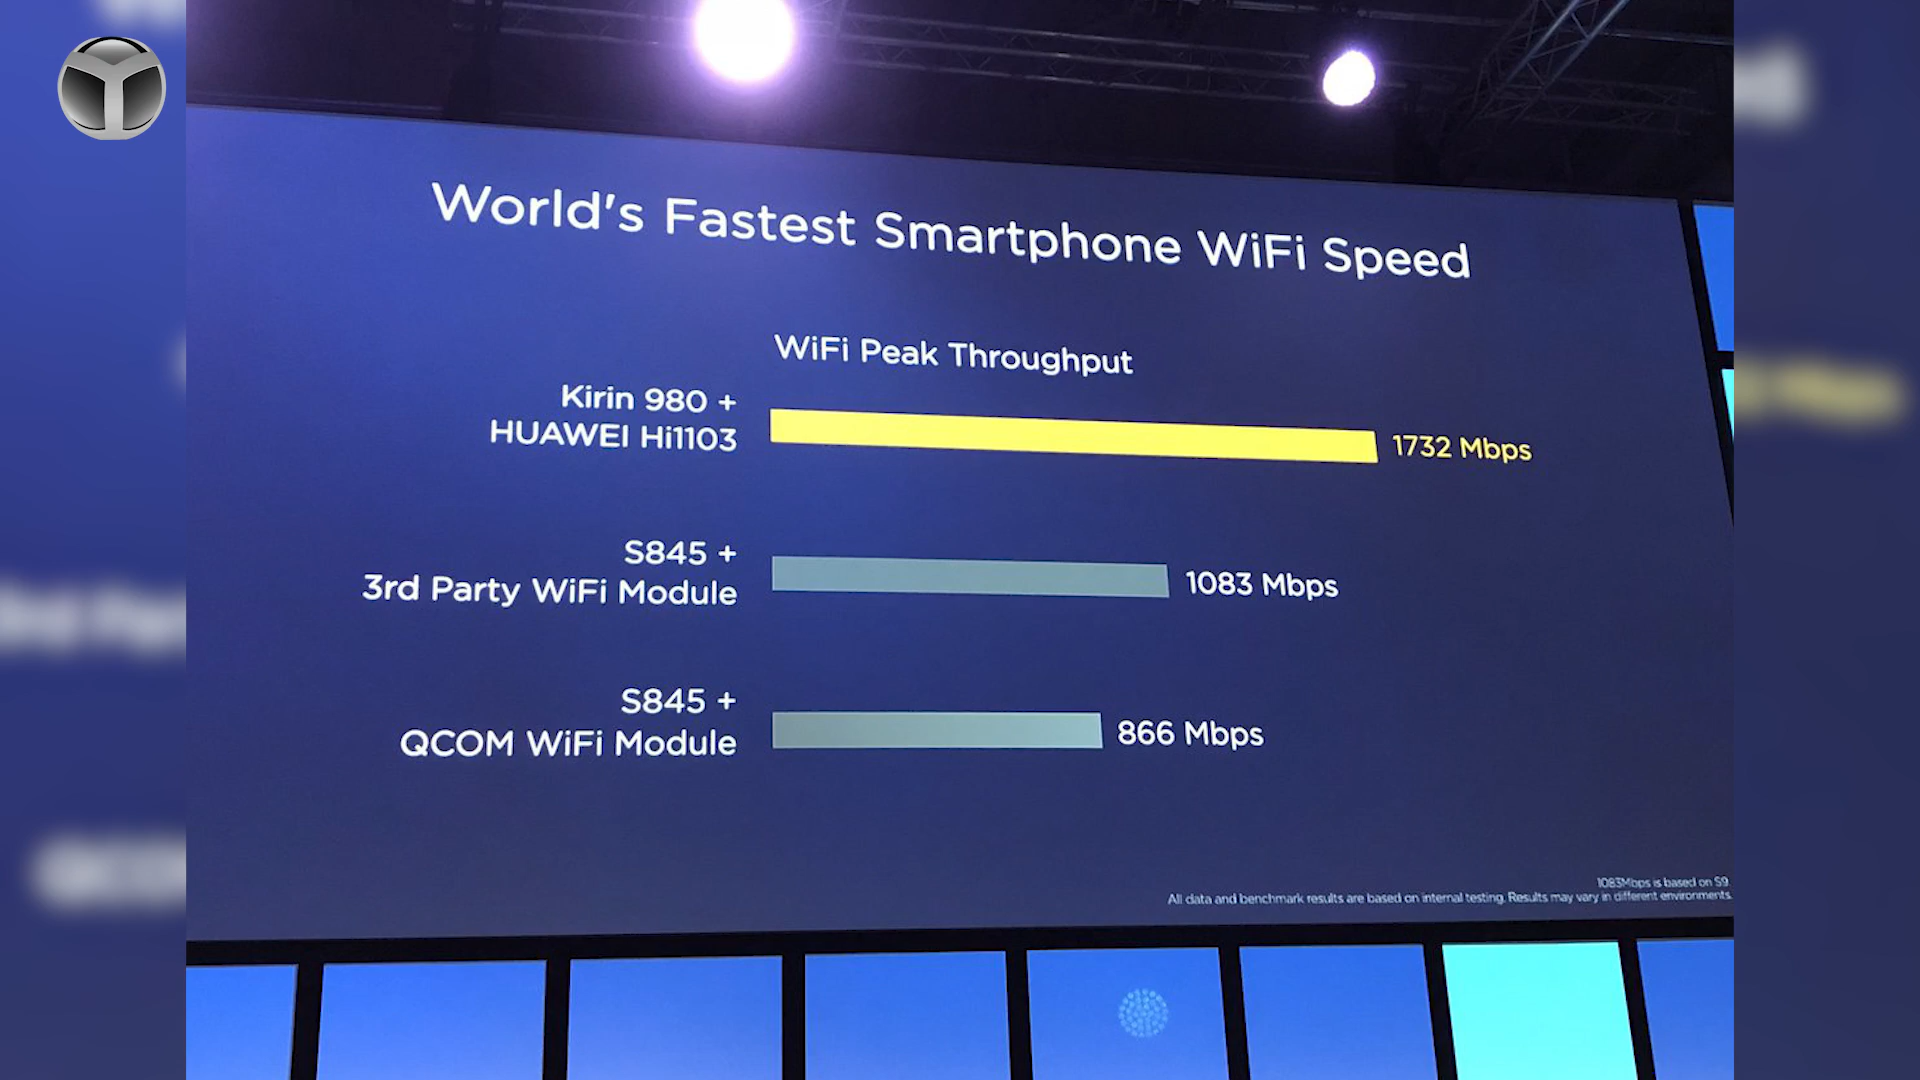 World's Fastest Smartphone WiFi Speed
WiFi Peak Throughput
Kirin 980 +
HUAWEI Hi1103
1732 Mbps
S845 +
3rd Party WiFi Module
1083 Mbps
S845 +
QCOM WiFi Module
866 Mbps
1083Mbps is based on S9.
All data and benchmark results are based on internal testing. Results may vary in different environments.